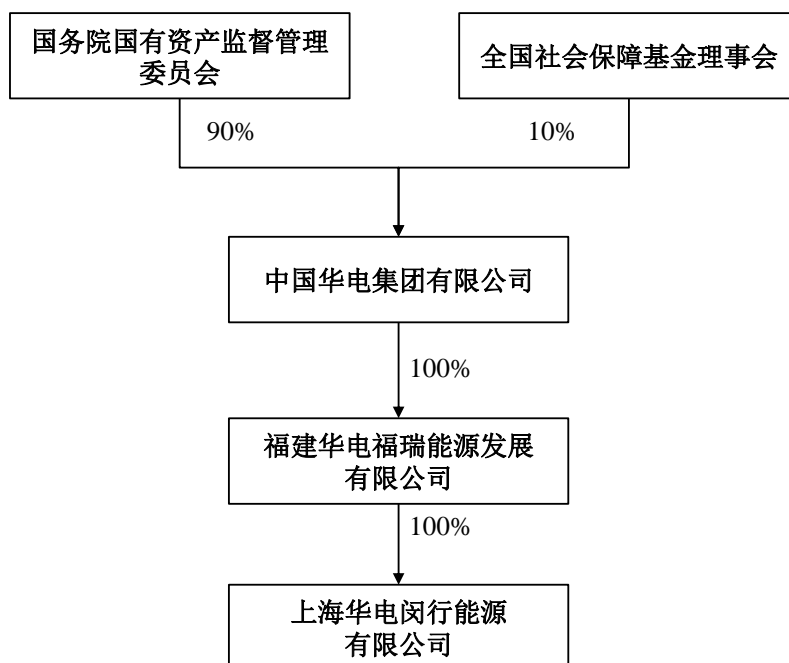 国务院国有资产监督管理
委员会
全国社会保障基金理事会
90%
10%
中国华电集团有限公司
100%
福建华电福瑞能源发展
有限公司
100%
上海华电闵行能源
有限公司